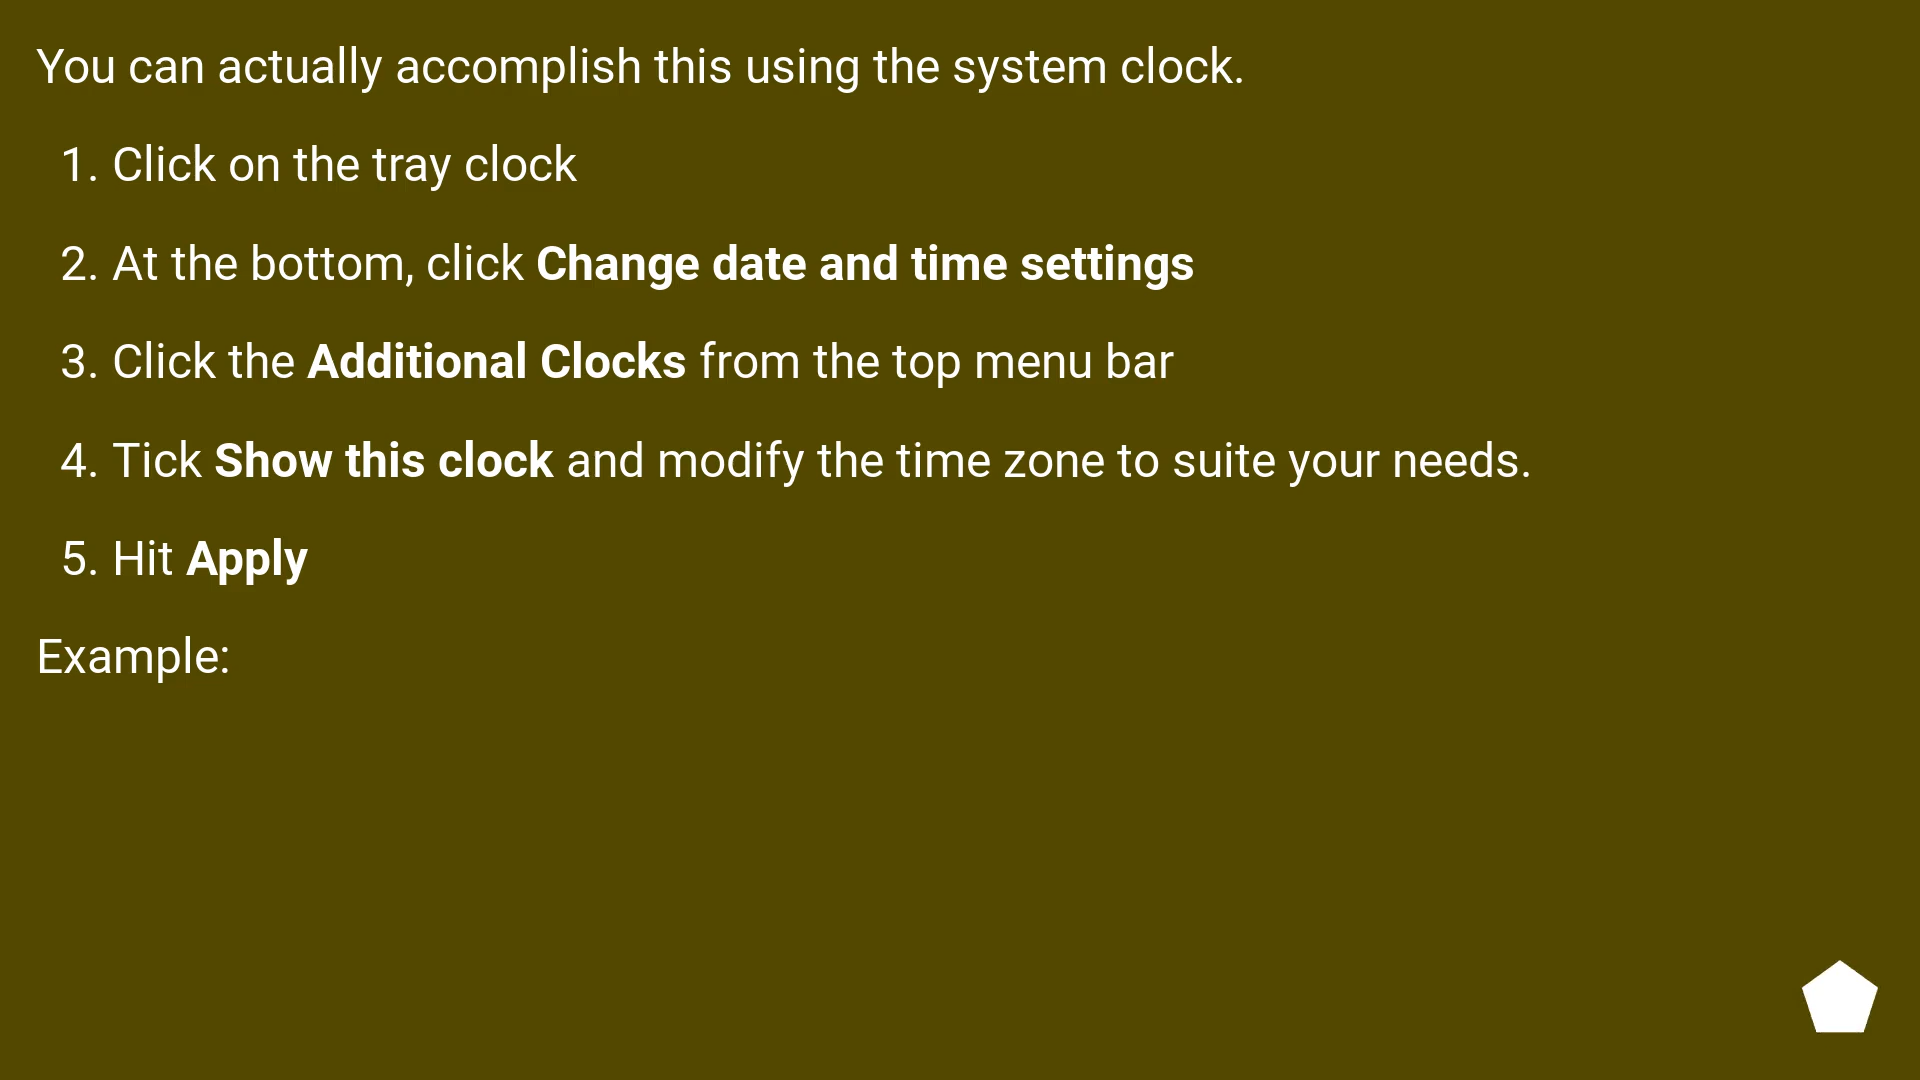 You can actually accomplish this using the system clock.
1. Click on the tray clock
2. At the bottom, click Change date and time settings
3. Click the Additional Clocks from the top menu bar
4. Tick Show this clock and modify the time zone to suite your needs.
5. Hit Apply
Example: